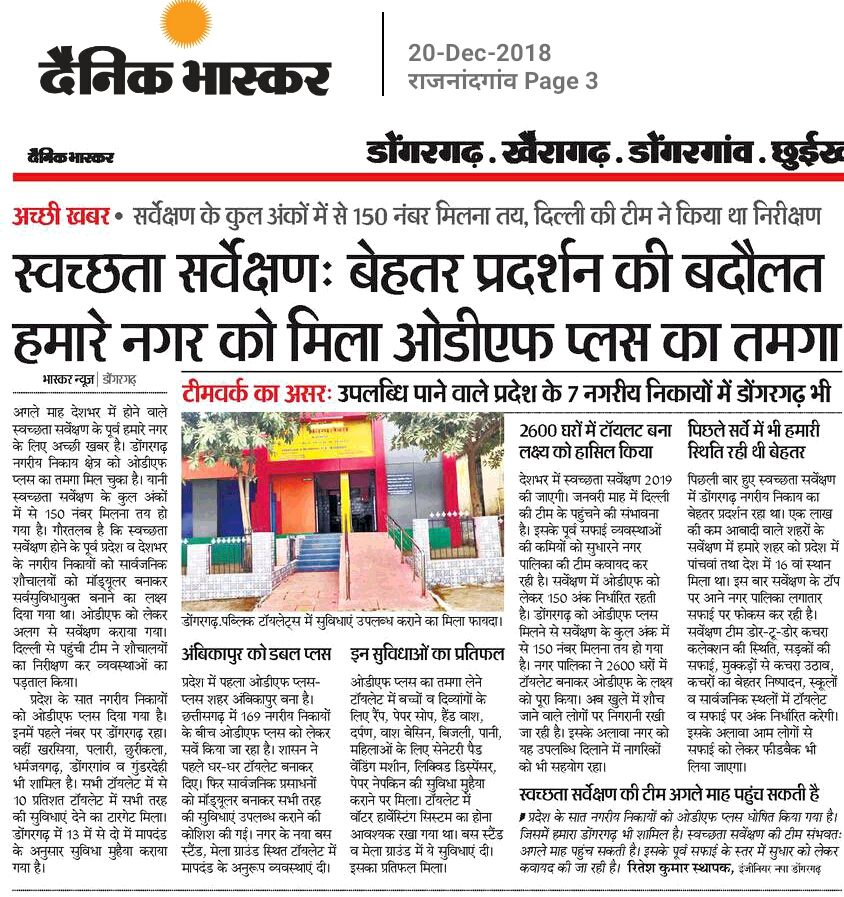 दैनिक भास्कर
20-Dec-2018
राजनांदगांव Page 3
दैनिक भास्कर
डोंगरगढ़. खैरागढ़. डोंगरगांव. छुईख
अच्छी खबर • सर्वेक्षण के कुल अंकों में से 150 नंबर मिलना तय, दिल्ली की टीम ने किया था निरीक्षण
स्वच्छता सर्वेक्षणः बेहतर प्रदर्शन की बदौलत
हमारे नगर को मिला ओडीएफ प्लस का तमगा
भास्कर न्यूज | डोंगरगढ़
अगले माह देशभर में होने वाले
स्वच्छता सर्वेक्षण के पूर्व हमारे नगर
के लिए अच्छी खबर है। डोंगरगढ़
नगरीय निकाय क्षेत्र को ओडीएफ
प्लस का तमगा मिल चुका है। यानी
स्वच्छता सर्वेक्षण के कुल अंकों
में से 150 नंबर मिलना तय हो
गया है। गौरतलब है कि स्वच्छता
सर्वेक्षण होने के पूर्व प्रदेश व देशभर
के नगरीय निकायों को सार्वजनिक
शौचालयों को मॉड्यूलर बनाकर
सर्वसुविधायुक्त बनाने का लक्ष्य
दिया गया था। ओडीएफ को लेकर
अलग से सर्वेक्षण कराया गया।
दिल्ली से पहुंची टीम ने शौचालयों
का निरीक्षण कर व्यवस्थाओं का
पड़ताल किया।
प्रदेश के सात नगरीय निकायों
को ओडीएफ प्लस दिया गया है।
इनमें पहले नंबर पर डोंगरगढ़ रहा।
वहीं खरसिया, पलारी, छुरीकला,
धर्मजयगढ़, डोंगरगांव व गुंडरदेही
भी शामिल है। सभी टॉयलेट में से
10 प्रतिशत टॉयलेट में सभी तरह
की सुविधाएं देने का टारगेट मिला।
डोंगरगढ़ में 13 में से दो में मापदंड
के अनुसार सुविधा मुहैया कराया
गया है।
टीमवर्क का असरः उपलब्धि पाने वाले प्रदेश के 7 नगरीय निकायों में डोंगरगढ़ भी
डोंगरगढ़.पब्लिक टॉयलेट्स में सुविधाएं उपलब्ध कराने का मिला फायदा।
अंबिकापुर को डबल प्लस
प्रदेश में पहला ओडीएफ प्लस-
प्लस शहर अंबिकापुर बना है।
छत्तीसगढ़ में 169 नगरीय निकायों
के बीच ओडीएफ प्लस को लेकर
सर्वे किया जा रहा है। शासन ने
पहले घर-घर टॉयलेट बनाकर
दिए। फिर सार्वजनिक प्रसाधनों
को मॉड्यूलर बनाकर सभी तरह
की सुविधाएं उपलब्ध कराने की
कोशिश की गई। नगर के नया बस
स्टैंड, मेला ग्राउंड स्थित टॉयलेट में
मापदंड के अनुरूप व्यवस्थाएं दी।
इन सुविधाओं का प्रतिफल
ओडीएफ प्लस का तमगा लेने
टॉयलेट में बच्चों व दिव्यांगों के
लिए रैंप, पेपर सोप, हैंड वाश,
दर्पण, वाश बेसिन, बिजली, पानी,
महिलाओं के लिए सेनेटरी पैड
वेंडिंग मशीन, लिक्विड डिस्पेंसर,
पेपर नेपकिन की सुविधा मुहैया
कराने पर मिला। टॉयलेट में
वॉटर हार्वेस्टिंग सिस्टम का होना
आवश्यक रखा गया था। बस स्टैंड
व मेला ग्राउंड में ये सुविधाएं दी।
इसका प्रतिफल मिला।
2600 घरों में टॉयलेट बना
लक्ष्य को हासिल किया
देशभर में स्वच्छता सर्वेक्षण 2019
की जाएगी। जनवरी माह में दिल्ली
की टीम के पहुंचने की संभावना
है। इसके पूर्व सफाई व्यवस्थाओं
की कमियों को सुधारने नगर
पालिका की टीम कवायद कर
रही है। सर्वेक्षण में ओडीएफ को
लेकर 150 अंक निर्धारित रहती
है। डोंगरगढ़ को ओडीएफ प्लस
मिलने से सर्वेक्षण के कुल अंक में
से 150 नंबर मिलना तय हो गया
है। नगर पालिका ने 2600 घरों में
टॉयलेट बनाकर ओडीएफ के लक्ष्य
को पूरा किया। अब खुले में शौच
जाने वाले लोगों पर निगरानी रखी
जा रही है। इसके अलावा नगर को
यह उपलब्धि दिलाने में नागरिकों
को भी सहयोग रहा।
पिछले सर्वे में भी हमारी
स्थिति रही थी बेहतर
पिछली बार हुए स्वच्छता सर्वेक्षण
में डोंगरगढ़ नगरीय निकाय का
बेहतर प्रदर्शन रहा था। एक लाख
की कम आबादी वाले शहरों के
सर्वेक्षण में हमारे शहर को प्रदेश में
पांचवां तथा देश में 16 वां स्थान
मिला था। इस बार सर्वेक्षण के टॉप
पर आने नगर पालिका लगातार
सफाई पर फोकस कर रही है।
सर्वेक्षण टीम डोर-टू-डोर कचरा
कलेक्शन की स्थिति, सड़कों की
सफाई, मुक्कड़ों से कचरा उठाव,
कचरों का बेहतर निष्पादन, स्कूलों
व सार्वजनिक स्थलों में टॉयलेट
व सफाई पर अंक निर्धारित करेगी।
इसके अलावा आम लोगों से
सफाई को लेकर फीडबैक भी
लिया जाएगा।
स्वच्छता सर्वेक्षण की टीम अगले माह पहुंच सकती है
प्रदेश के सात नगरीय निकायों को ओडीएफ प्लस घोषित किया गया है।
जिसमें हमारा डोंगरगढ़ भी शामिल है। स्वच्छता सर्वेक्षण की टीम संभवतः
अगले माह पहुंच सकती है। इसके पूर्व सफाई के स्तर में सुधार को लेकर
कवायद की जा रही है। रितेश कुमार स्थापक, इंजीनियर नपा डोंगरगढ़